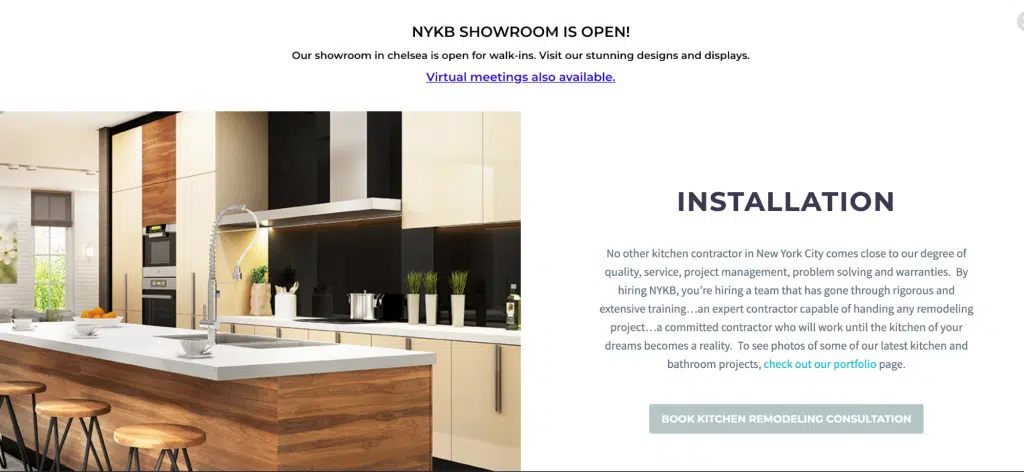 NYKB SHOWROOM IS OPEN!
Our showroom in chelsea is open for walk-ins. Visit our stunning designs and displays.
Virtual meetings also available.
INSTALLATION
No other kitchen contractor in New York City comes close to our degree of
quality, service, project management, problem solving and warranties.  By
hiring NYKB, you're hiring a team that has gone through rigorous and
extensive training…an expert contractor capable of handing any remodeling
project…a committed contractor who will work until the kitchen of your
dreams becomes a reality.  To see photos of some of our latest kitchen and
bathroom projects, check out our portfolio page.
BOOK KITCHEN REMODELING CONSULTATION